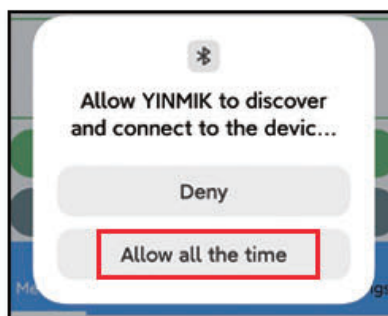 Allow YINMIK to discover
and connect to the devic...
Deny
Allow all the time